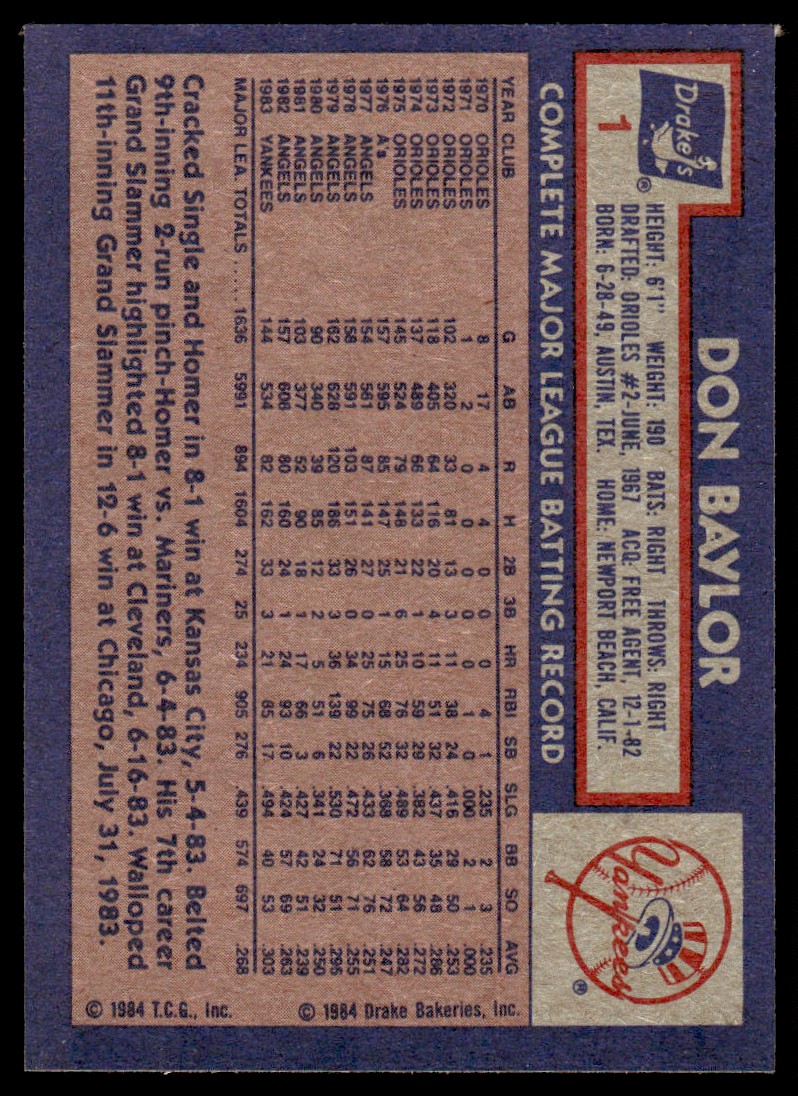 Drake's ®
1
DON BAYLOR
HEIGHT: 6'1" WEIGHT: 190 BATS: RIGHT THROWS: RIGHT
DRAFTED: ORIOLES #2-JUNE, 1967 ACQ: FREE AGENT, 12-1-82
BORN: 6-28-49, AUSTIN, TEX. HOME: NEWPORT BEACH, CALIF.
Yankees ®
COMPLETE MAJOR LEAGUE BATTING RECORD
YEAR CLUB G AB R H 2B 3B HR RBI SB SLG BB SO AVG
1970 ORIOLES 8 17 4 4 0 0 0 4 1 .235 2 3 .235
1971 ORIOLES 1 2 0 0 0 0 0 1 0 .000 2 1 .000
1972 ORIOLES 102 320 33 81 13 3 11 38 24 .416 29 50 .253
1973 ORIOLES 118 405 64 116 20 4 11 51 32 .437 35 48 .286
1974 ORIOLES 137 489 66 133 22 1 10 59 29 .382 43 56 .272
1975 ORIOLES 145 524 79 148 21 6 25 76 32 .489 53 64 .282
1976 A's 157 595 85 147 25 1 15 68 52 .368 58 72 .247
1977 ANGELS 154 561 87 141 27 0 25 75 26 .433 62 76 .251
1978 ANGELS 158 591 103 151 26 0 34 99 22 .472 56 71 .255
1979 ANGELS 162 628 120 186 33 3 36 139 22 .530 71 51 .296
1980 ANGELS 90 340 39 85 12 2 5 51 6 .341 24 32 .250
1981 ANGELS 103 377 52 90 18 1 17 66 3 .427 42 51 .239
1982 ANGELS 157 608 80 160 24 1 24 93 10 .424 57 69 .263
1983 YANKEES 144 534 82 162 33 3 21 85 17 .494 40 53 .303
MAJOR LEA. TOTALS ..... 1636 5991 894 1604 274 25 234 905 276 .439 574 697 .268
Cracked Single and Homer in 8-1 win at Kansas City, 5-4-83. Belted
9th-inning 2-run pinch-Homer vs. Mariners, 6-4-83. His 7th career
Grand Slammer highlighted 8-1 win at Cleveland, 6-16-83. Walloped
11th-inning Grand Slammer in 12-6 win at Chicago, July 31, 1983.
© 1984 T.C.G., Inc. © 1984 Drake Bakeries, Inc.